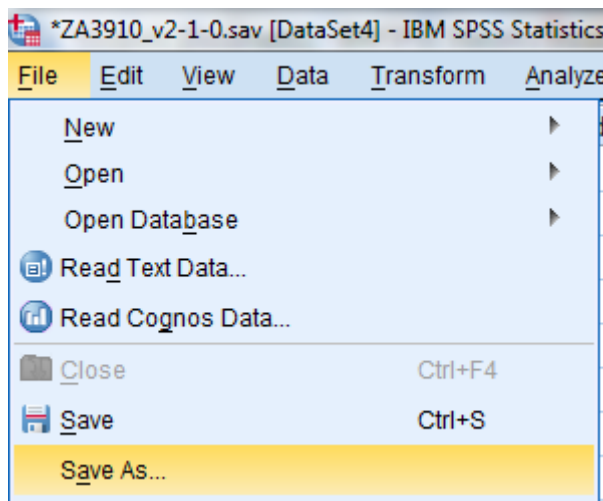 *ZA3910_v2-1-0.sav [DataSet4] - IBM SPSS Statistics
File Edit View Data Transform Analyze
New
Open
Open Database
Read Text Data...
Read Cognos Data...
Close Ctrl+F4
Save Ctrl+S
Save As...